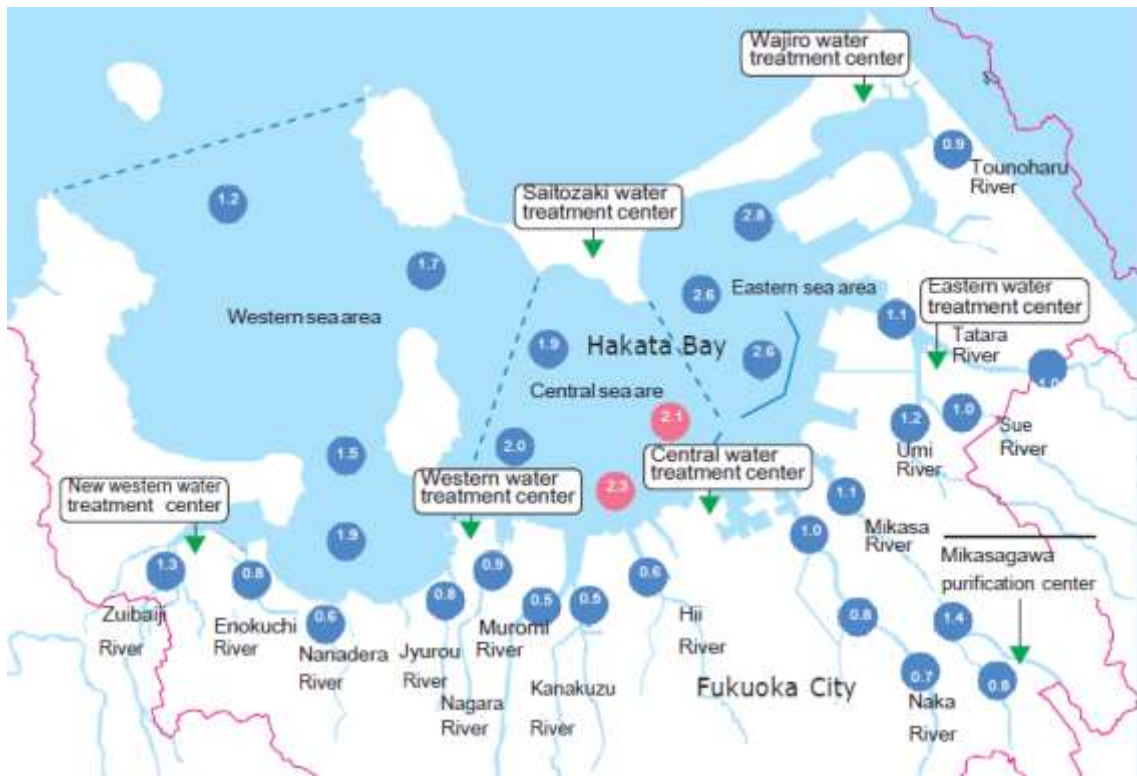 Wajiro water
treatment center
0.9
Tounoharu
River
1.2
Saitozaki water
treatment center
2.8
1.7
2.6
Eastern sea area
Eastern water
treatment center
Western sea area
1.1
Tatara
River
1.9
Hakata Bay
2.6
1.0
Central sea are
2.1
1.2
1.0
Sue
River
Umi
River
2.0
1.5
Central water
treatment center
Western water
treatment center
New western water
treatment center
2.3
1.1
Mikasa
River
1.9
1.0
Mikasagawa
purification center
1.3
0.8
0.9
0.6
Zuibaiji
River
Enokuchi
River
0.6
Nanadera
River
0.8
Jyurou
River
0.5
Muromi
River
0.5
Hii
River
0.8
1.4
Nagara
River
Kanakuzu
River
Fukuoka City
0.7
Naka
River